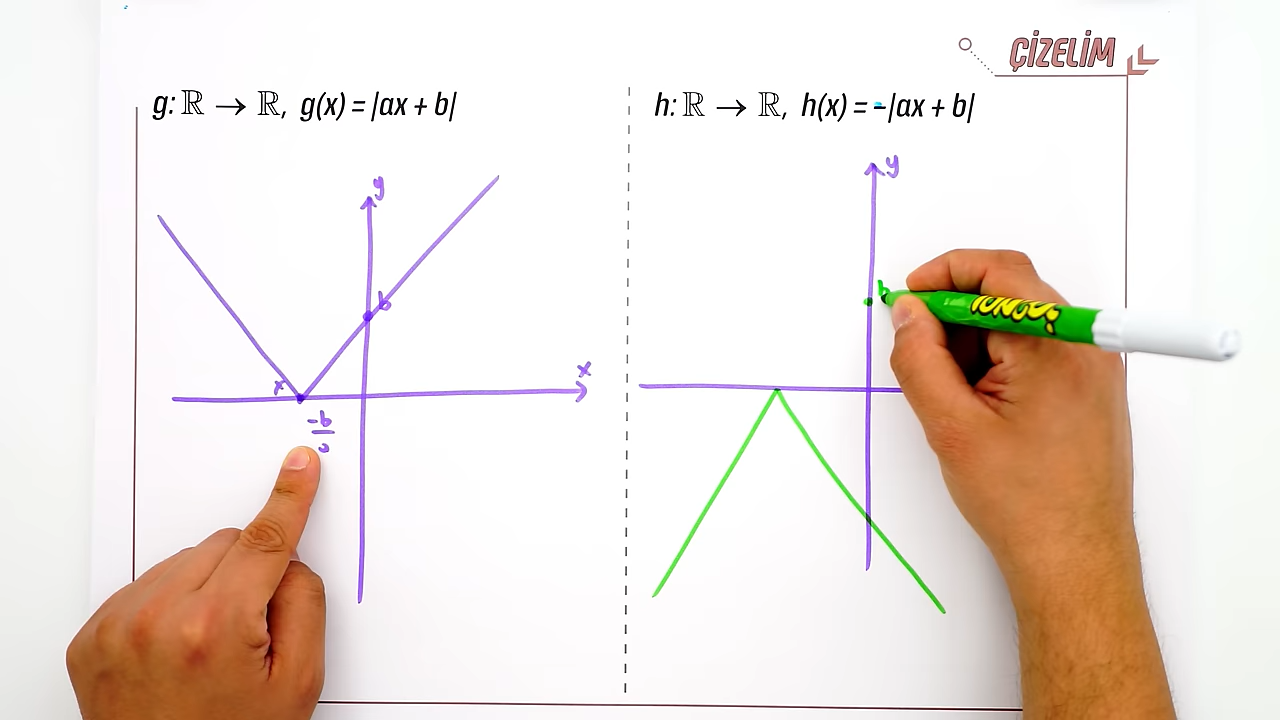 ÇİZELİM
g: ℝ → ℝ, g(x) = |ax + b|
h: ℝ → ℝ, h(x) = -|ax + b|
y
b
x
x
-b
y
b